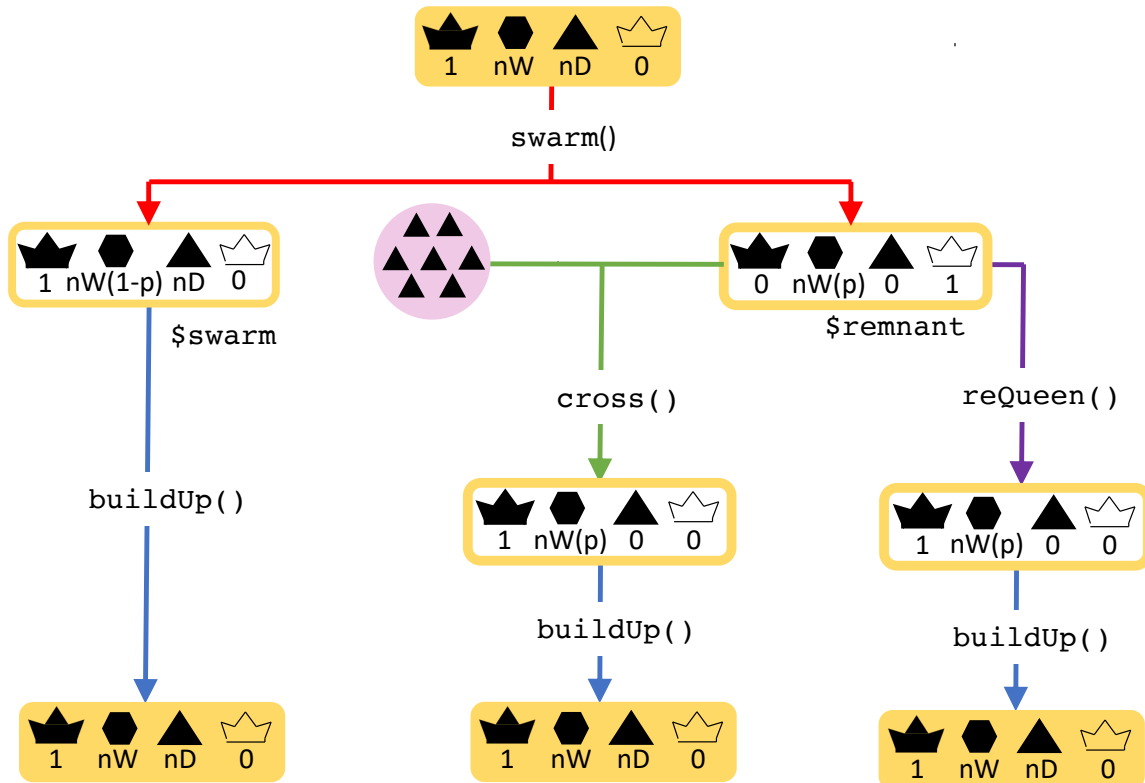 1 nW nD 0
swarm()
1 nW(1-p) nD 0
0 nW(p) 0 1
$swarm
$remnant
cross()
reQueen()
buildUp()
1 nW(p) 0 0
1 nW(p) 0 0
buildUp()
buildUp()
1 nW nD 0
1 nW nD 0
1 nW nD 0